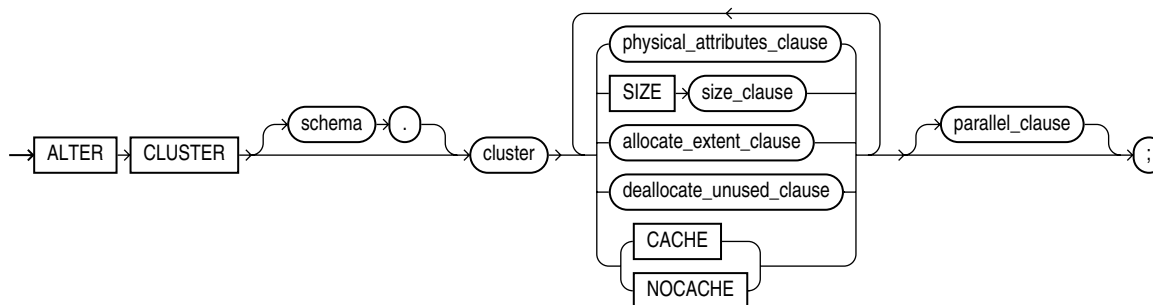 physical_attributes_clause
SIZE size_clause
schema . parallel_clause
ALTER CLUSTER cluster allocate_extent_clause ;
deallocate_unused_clause
CACHE
NOCACHE